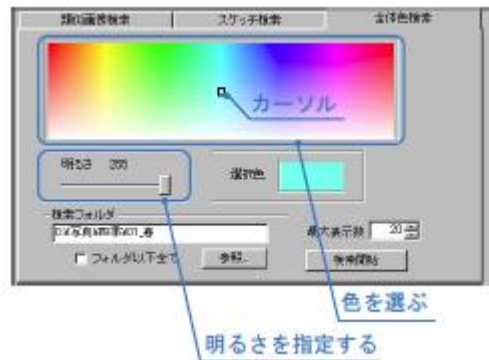 類似画像検索
スケッチ検索
全体色検索
カーソル
明るさ 255
選択色
検索フォルダ
最大表示数 20
フォルダ以下全て
参照..
検索開始
色を選ぶ
明るさを指定する